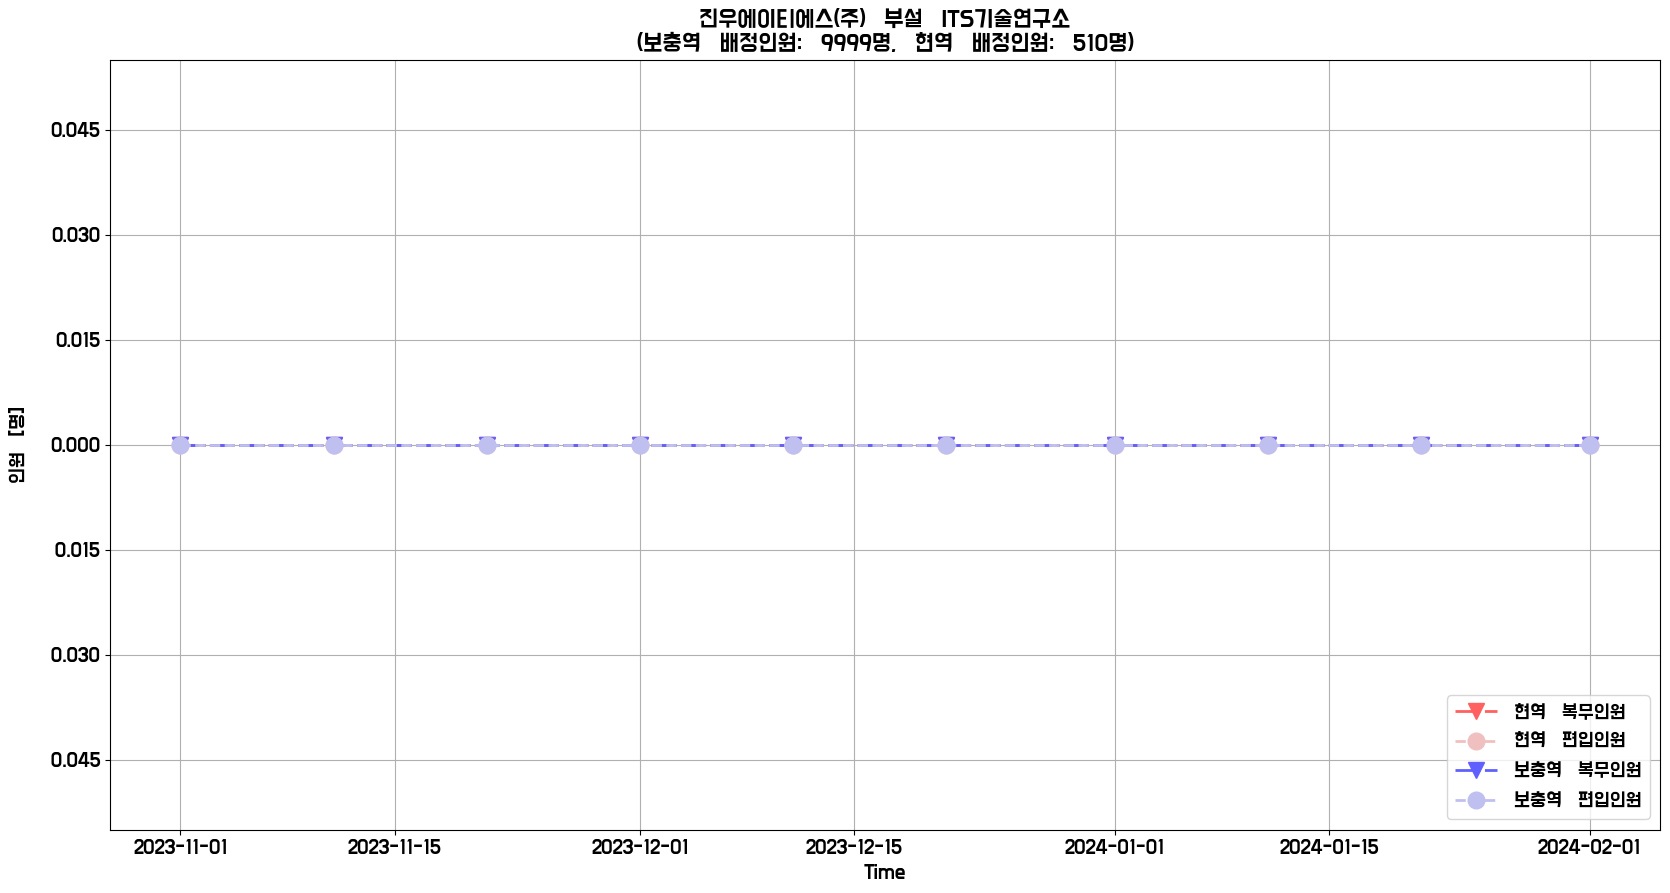 진우에이티에스(주) 부설 ITS기술연구소
(보충역 배정인원: 9999명, 현역 배정인원: 510명)
인원 [명]
0.045
0.030
0.015
0.000
0.015
0.030
0.045
현역 복무인원
현역 편입인원
보충역 복무인원
보충역 편입인원
2023-11-01 2023-11-15 2023-12-01 2023-12-15 2024-01-01 2024-01-15 2024-02-01
Time